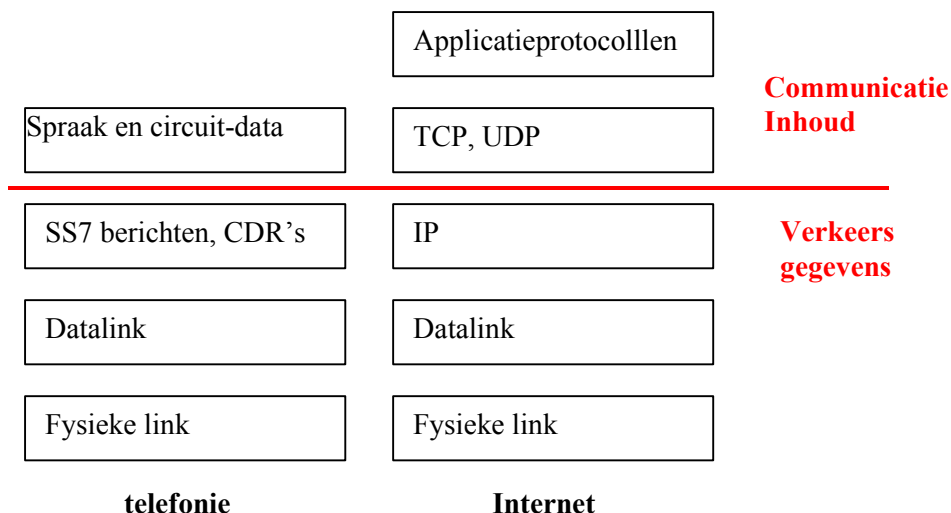 Applicatieprotocolllen
Communicatie
Inhoud
Spraak en circuit-data
TCP, UDP
SS7 berichten, CDR’s
IP
Verkeers
gegevens
Datalink
Datalink
Fysieke link
Fysieke link
telefonie
Internet